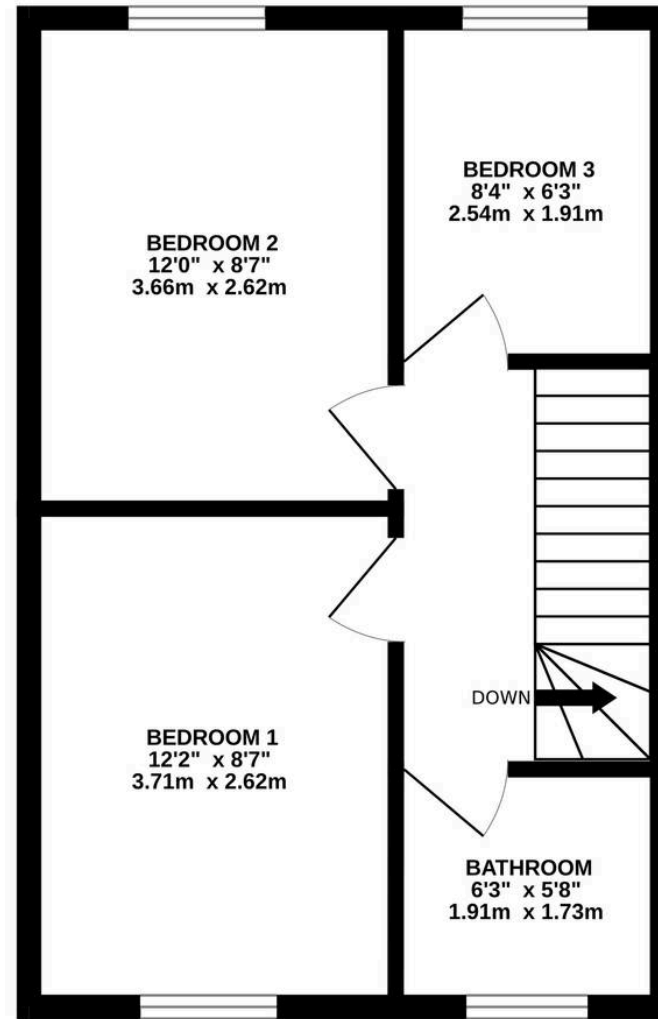 BEDROOM 3
8'4" x 6'3"
2.54m x 1.91m
BEDROOM 2
12'0" x 8'7"
3.66m x 2.62m
DOWN
BEDROOM 1
12'2" x 8'7"
3.71m x 2.62m
BATHROOM
6'3" x 5'8"
1.91m x 1.73m